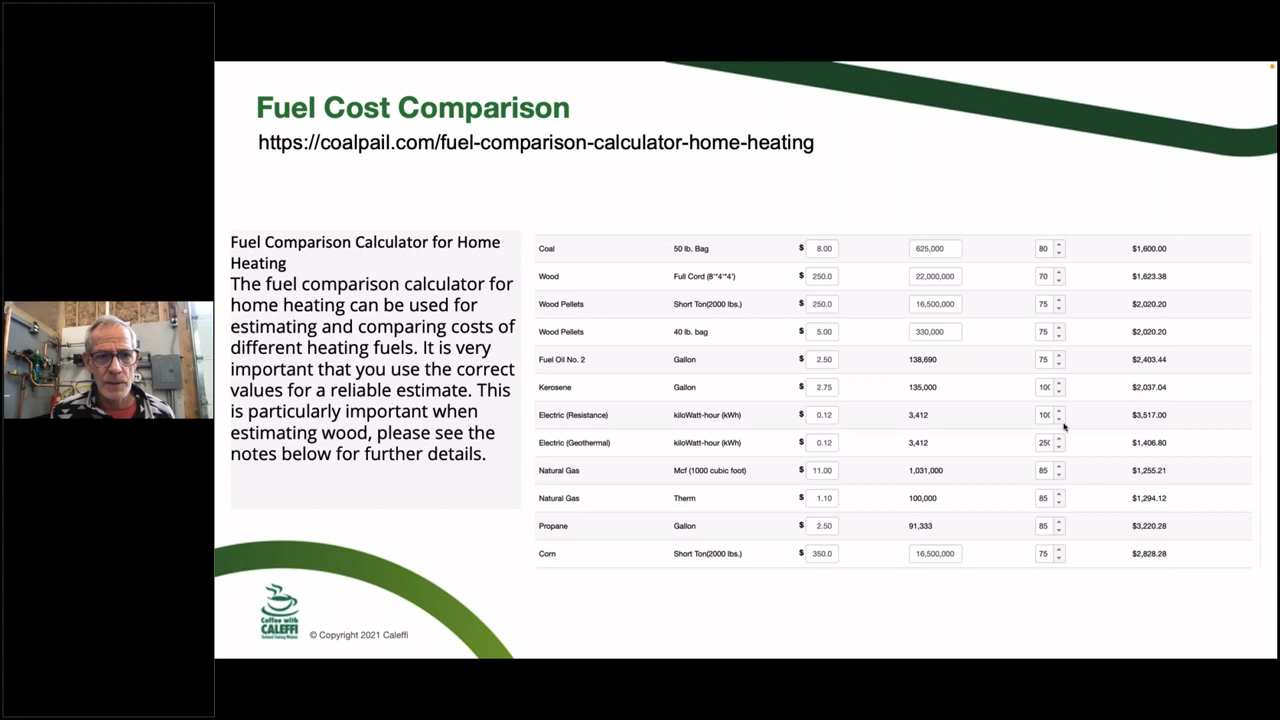 Fuel Cost Comparison
https://coalpail.com/fuel-comparison-calculator-home-heating
Fuel Comparison Calculator for Home
Heating
The fuel comparison calculator for
home heating can be used for
estimating and comparing costs of
different heating fuels. It is very
important that you use the correct
values for a reliable estimate. This
is particularly important when
estimating wood, please see the
notes below for further details.
Coal 50 lb. Bag $ 8.00 625,000 80 $1,600.00
Wood Full Cord (8'*4'*4') $ 250.0 22,000,000 70 $1,623.38
Wood Pellets Short Ton(2000 lbs.) $ 250.0 16,500,000 75 $2,020.20
Wood Pellets 40 lb. bag $ 5.00 330,000 75 $2,020.20
Fuel Oil No. 2 Gallon $ 2.50 138,690 75 $2,403.44
Kerosene Gallon $ 2.75 135,000 100 $2,037.04
Electric (Resistance) kiloWatt-hour (kWh) $ 0.12 3,412 100 $3,517.00
Electric (Geothermal) kiloWatt-hour (kWh) $ 0.12 3,412 250 $1,406.80
Natural Gas Mcf (1000 cubic foot) $ 11.00 1,031,000 85 $1,255.21
Natural Gas Therm $ 1.10 100,000 85 $1,294.12
Propane Gallon $ 2.50 91,333 85 $3,220.28
Corn Short Ton(2000 lbs.) $ 350.0 16,500,000 75 $2,828.28
Coffee with
CALEFFI
© Copyright 2021 Caleffi